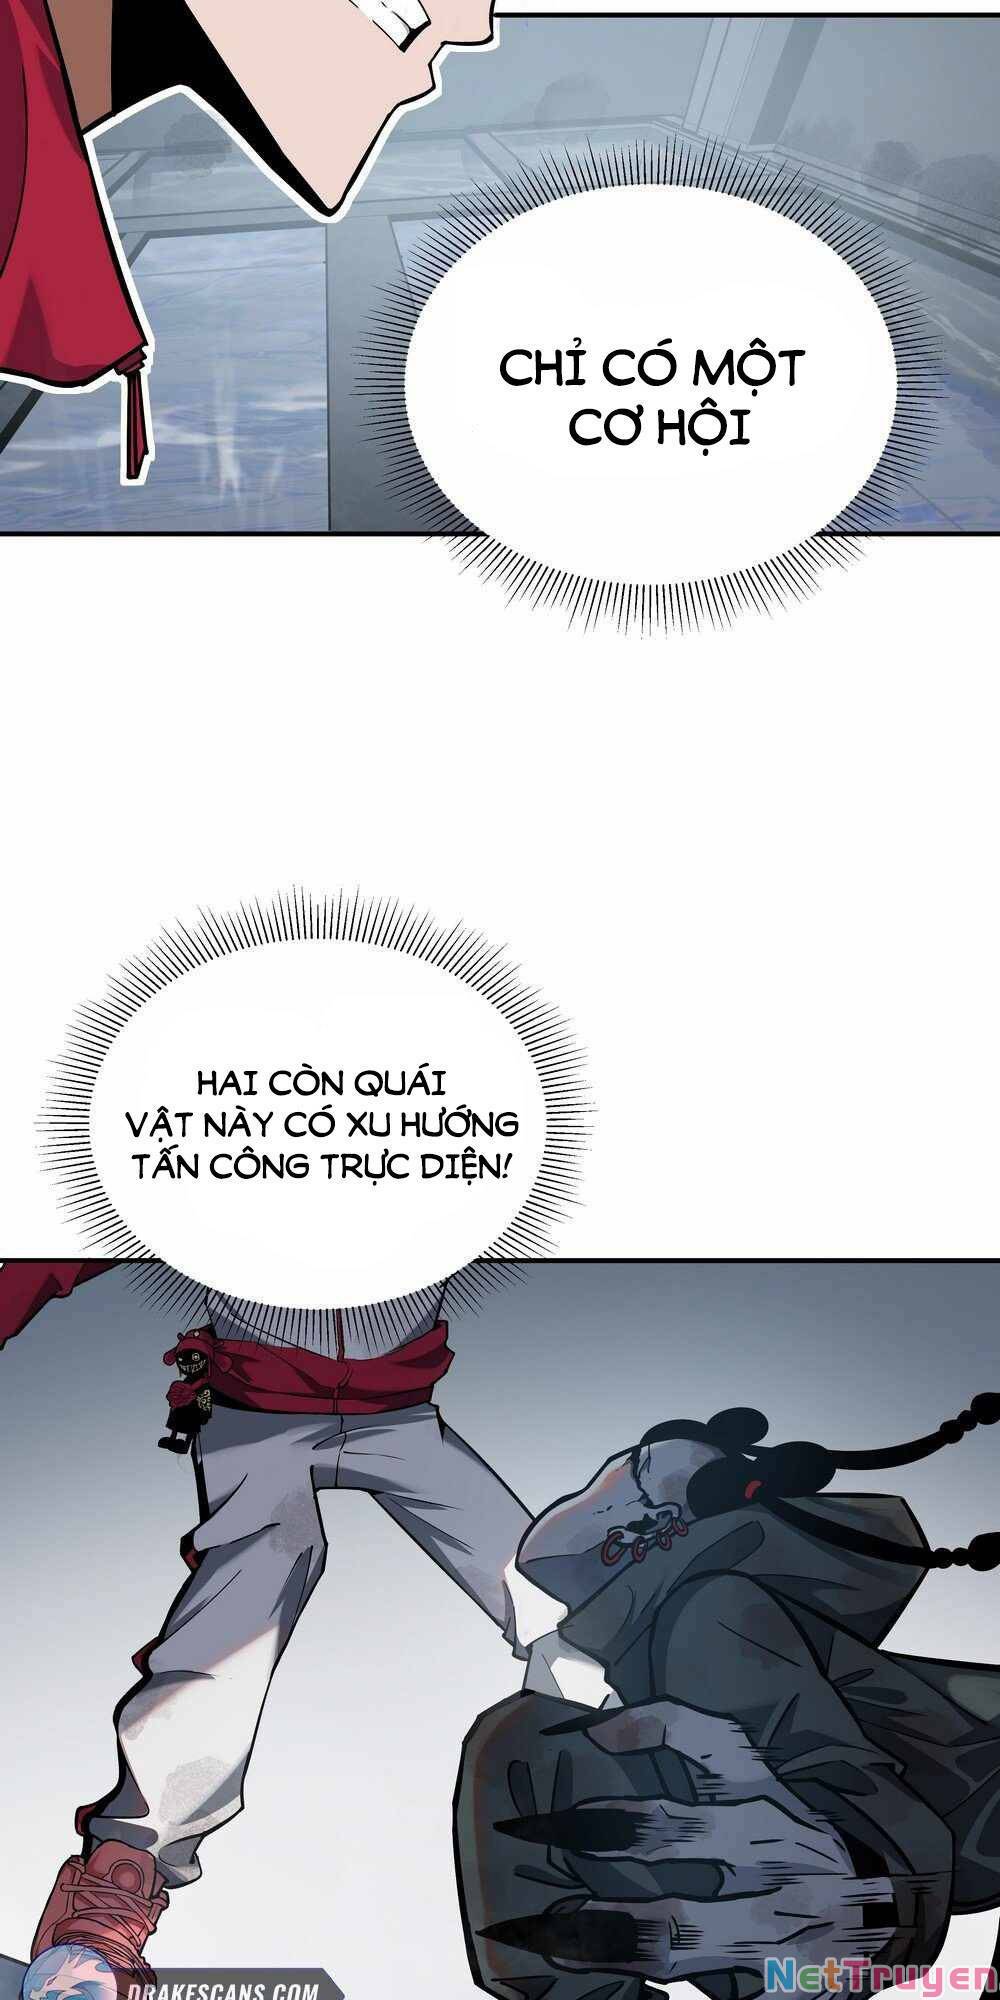 CHỈ CÓ MỘT
CƠ HỘI
HAI CÒN QUÁI
VẬT NÀY CÓ XU HƯỚNG
TẤN CÔNG TRỰC DIỆN!
DRAKESCANS.COM
NetTruyen